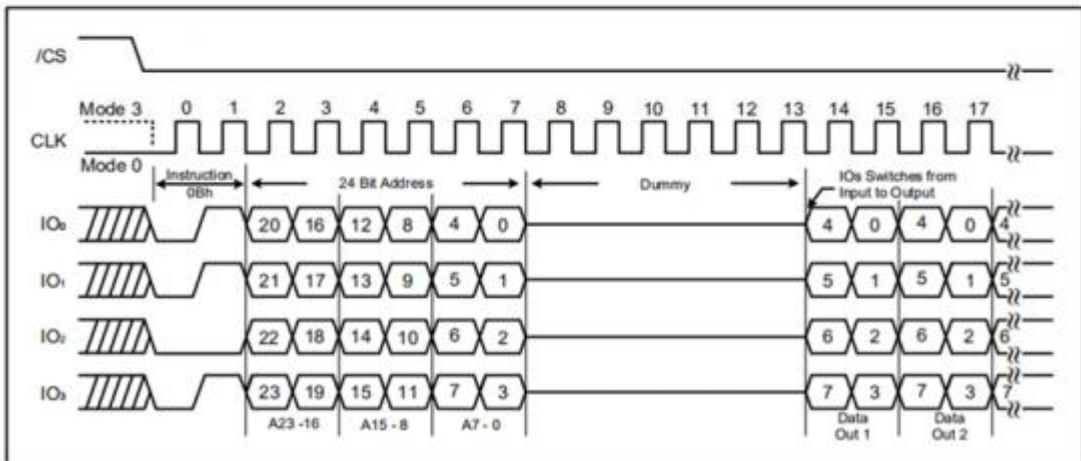 /CS
Mode 3 0 1 2 3 4 5 6 7 8 9 10 11 12 13 14 15 16 17
CLK
Mode 0
Instruction
0Bh
24 Bit Address
Dummy
IOs Switches from
Input to Output
IO₀ 20 16 12 8 4 0 4 0 4 0 4
IO₁ 21 17 13 9 5 1 5 1 5 1 5
IO₂ 22 18 14 10 6 2 6 2 6 2 6
IO₃ 23 19 15 11 7 3 7 3 7 3 7
A23 -16 A15 - 8 A7 - 0
Data
Out 1
Data
Out 2